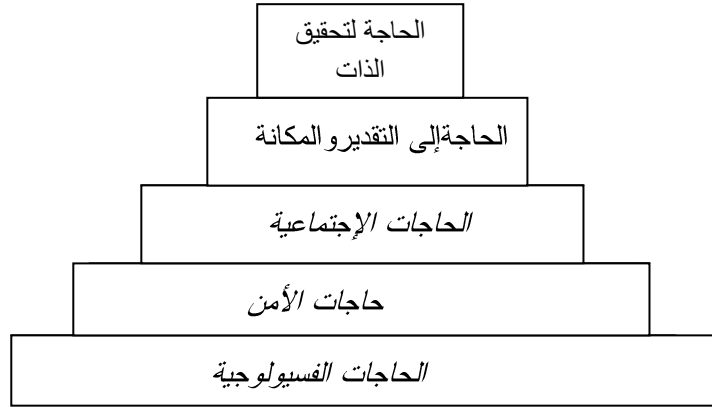 الحاجة لتحقيق
الذات
الحاجةإلى التقديروالمكانة
الحاجات الإجتماعية
حاجات الأمن
الحاجات الفسيولوجية